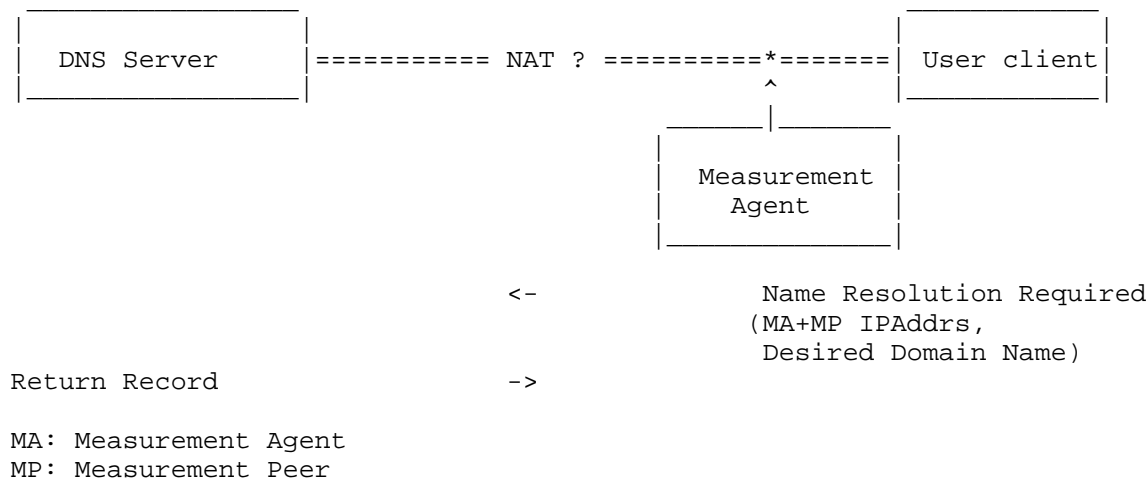 DNS Server =========== NAT ? ==========*======= User client
^
Measurement
Agent
<- Name Resolution Required
(MA+MP IPAddrs,
Desired Domain Name)
Return Record ->
MA: Measurement Agent
MP: Measurement Peer